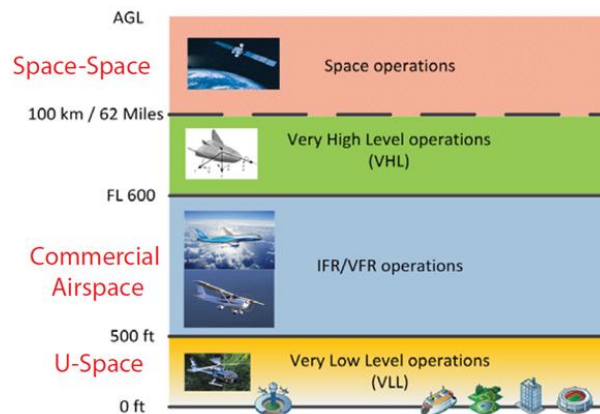 AGL
Space-Space
Space operations
100 km / 62 Miles
Very High Level operations
(VHL)
FL 600
Commercial
Airspace
IFR/VFR operations
500 ft
U-Space
Very Low Level operations
(VLL)
0 ft